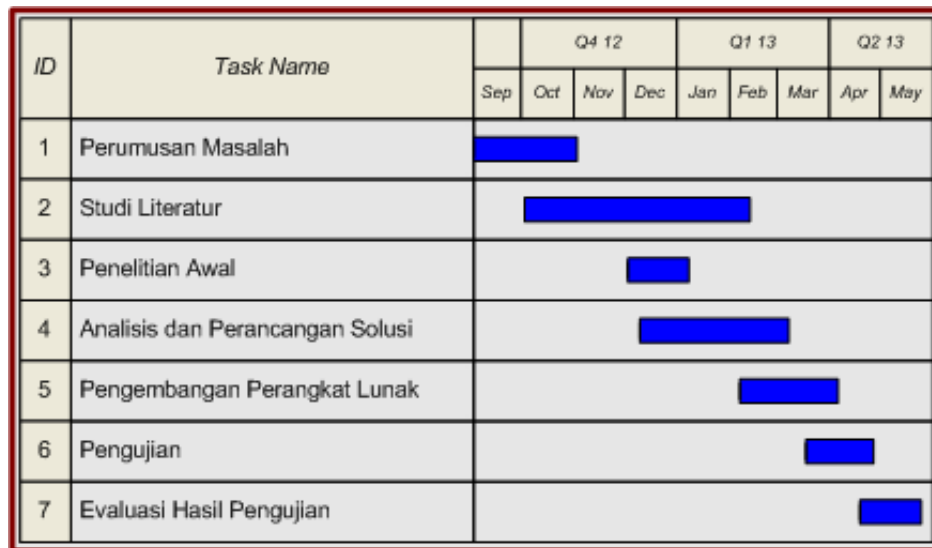 ID Task Name Q4 12 Q1 13 Q2 13
Sep Oct Nov Dec Jan Feb Mar Apr May
1 Perumusan Masalah
2 Studi Literatur
3 Penelitian Awal
4 Analisis dan Perancangan Solusi
5 Pengembangan Perangkat Lunak
6 Pengujian
7 Evaluasi Hasil Pengujian